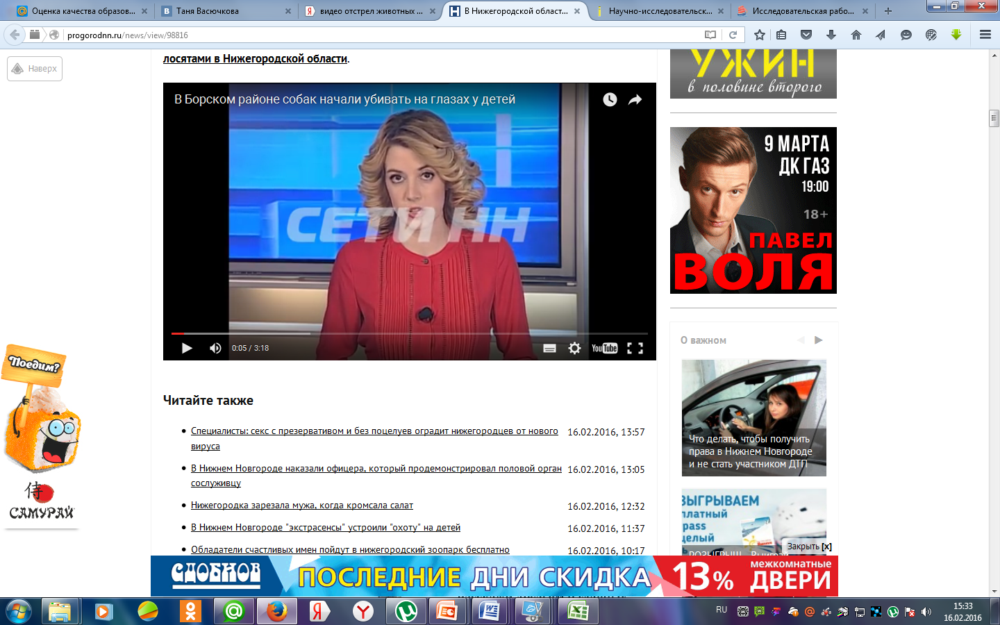 Оценка качества образов...
Таня Васючкова
видео отстрел животных ...
В Нижегородской област...
Научно-исследовательск...
Исследовательская рабо...
progorodnn.ru/news/view/98816
Наверх
лосятами в Нижегородской области.
В Борском районе собак начали убивать на глазах у детей
СЕТИ НН
0:05 / 3:18
YouTube
Читайте также
Специалисты: секс с презервативом и без поцелуев оградит нижегородцев от нового
вируса
16.02.2016, 13:57
В Нижнем Новгороде наказали офицера, который продемонстрировал половой орган
сослуживцу
16.02.2016, 13:05
Нижегородка зарезала мужа, когда кромсала салат
16.02.2016, 12:32
В Нижнем Новгороде "экстрасенсы" устроили "охоту" на детей
16.02.2016, 11:37
Обладатели счастливых имен пойдут в нижегородский зоопарк бесплатно
16.02.2016, 10:17
УЖИН
в половине второго
9 МАРТА
ДК ГАЗ
19:00
18+
ПАВЕЛ
ВОЛЯ
О важном
Что делать, чтобы получить
права в Нижнем Новгороде
и не стать участником ДТП
ЗЫГРЫВАЕМ
платный
pass
целый
Закрыть [x]
Поедим?
САМУРАЙ
СДОБНОВ
ПОСЛЕДНИЕ ДНИ СКИДКА
13%
межкомнатные
ДВЕРИ
RU
15:33
16.02.2016